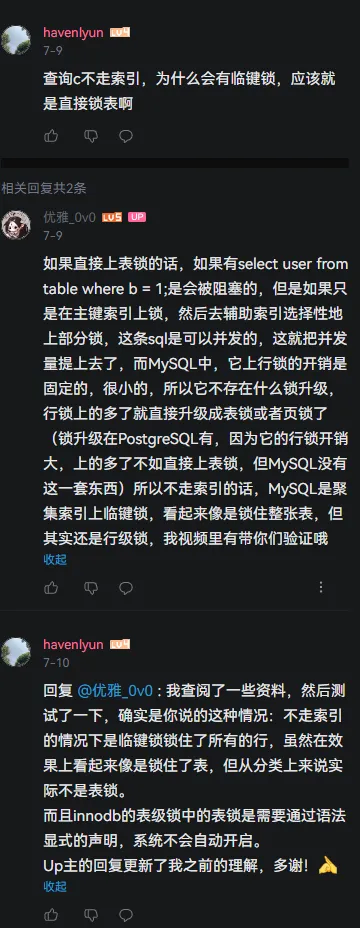 havenlyun LV4
7-9
查询c不走索引，为什么会有临键锁，应该就
是直接锁表啊
相关回复共2条
优雅_0v0 LV5 UP
7-9
如果直接上表锁的话，如果有select user from
table where b = 1;是会被阻塞的，但是如果只
是在主键索引上锁，然后去辅助索引选择性地
上部分锁，这条sql是可以并发的，这就把并发
量提上去了，而MySQL中，它上行锁的开销是
固定的，很小的，所以它不存在什么锁升级，
行锁上的多了就直接升级成表锁或者页锁了
（锁升级在PostgreSQL有，因为它的行锁开销
大，上的多了不如直接上表锁，但MySQL没有
这一套东西）所以不走索引的话，MySQL是聚
集索引上临键锁，看起来像是锁住整张表，但
其实还是行级锁，我视频里有带你们验证哦
收起
havenlyun LV4
7-10
回复 @优雅_0v0 : 我查阅了一些资料，然后测
试了一下，确实是你说的这种情况：不走索引
的情况下是临键锁锁住了所有的行，虽然在效
果上看起来像是锁住了表，但从分类上来说实
际不是表锁。
而且innodb的表级锁中的表锁是需要通过语法
显式的声明，系统不会自动开启。
Up主的回复更新了我之前的理解，多谢！
收起